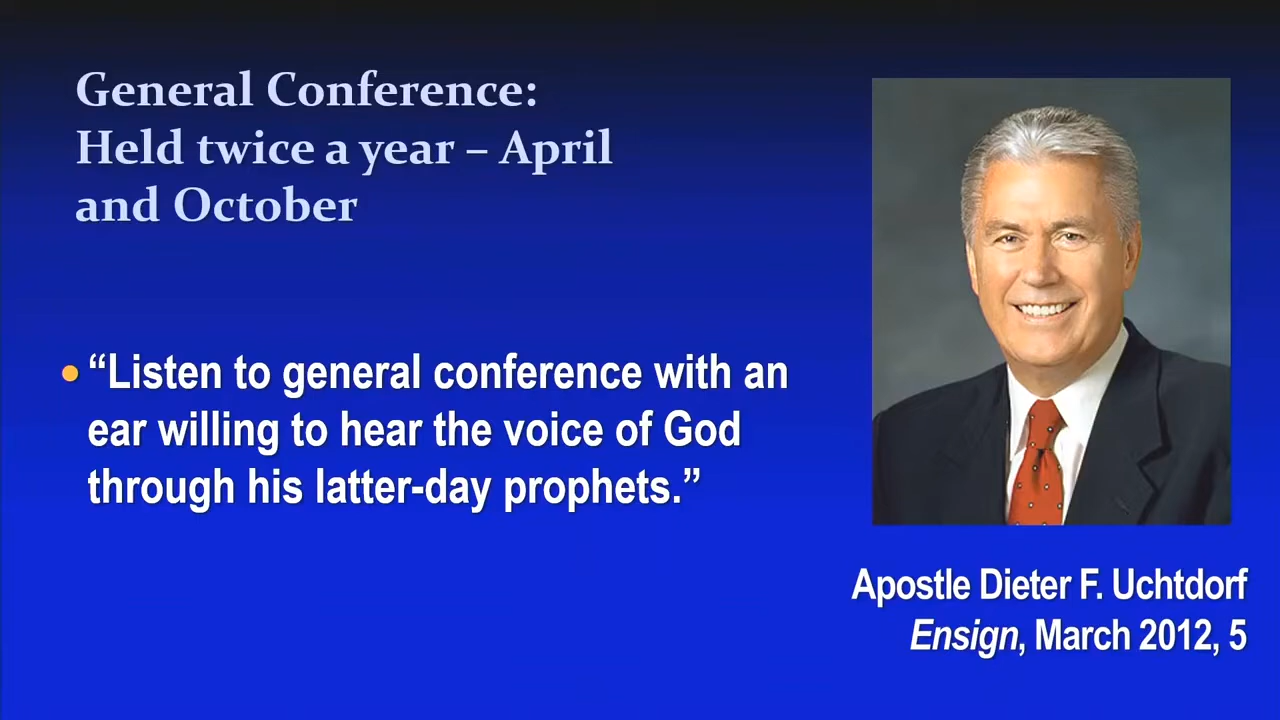 General Conference:
Held twice a year – April
and October
• “Listen to general conference with an
ear willing to hear the voice of God
through his latter-day prophets.”
Apostle Dieter F. Uchtdorf
Ensign, March 2012, 5